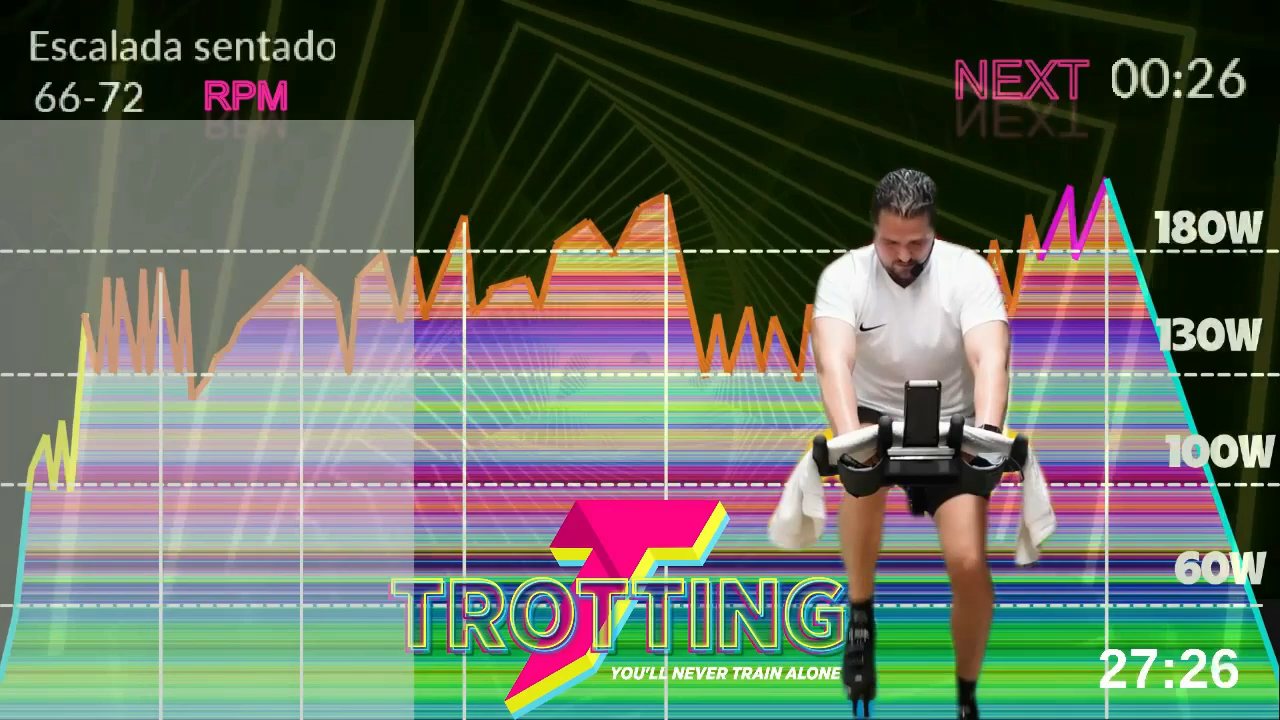 Escalada sentado
66-72 RPM
NEXT 00:26
180W
130W
100W
60W
TROTTING
YOU'LL NEVER TRAIN ALONE
27:26